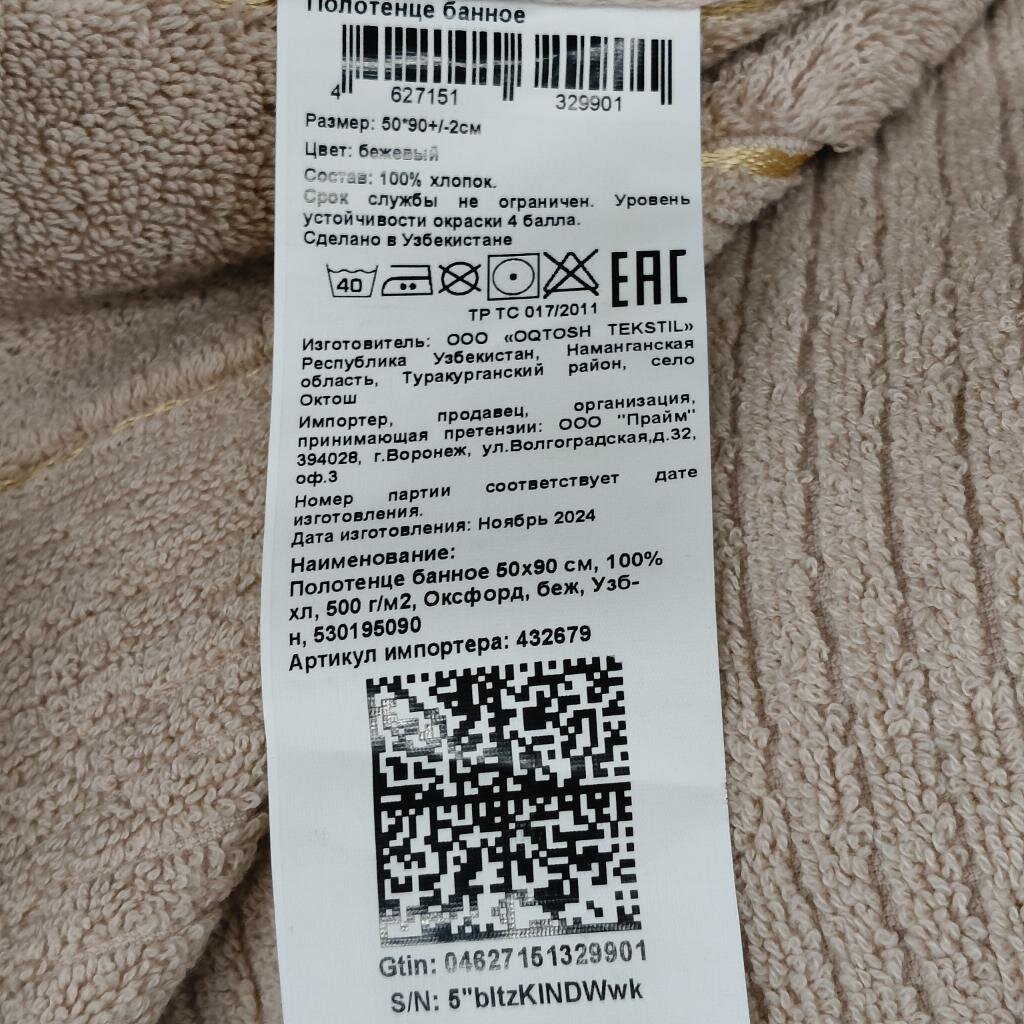 Полотенце банное
4 627151 329901
Размер: 50*90+/-2см
Цвет: бежевый
Состав: 100% хлопок.
Срок службы не ограничен. Уровень
устойчивости окраски 4 балла.
Сделано в Узбекистане
40
EAC
ТР ТС 017/2011
Изготовитель: ООО «OQTOSH TEKSTIL»
Республика Узбекистан, Наманганская
область, Туракурганский район, село
Октош
Импортер, продавец, организация,
принимающая претензии: ООО "Прайм"
394028, г.Воронеж, ул.Волгоградская,д.32,
оф.3
Номер партии соответствует дате
изготовления.
Дата изготовления: Ноябрь 2024
Наименование:
Полотенце банное 50х90 см, 100%
хл, 500 г/м2, Оксфорд, беж, Узб-
н, 530195090
Артикул импортера: 432679
Gtin: 04627151329901
S/N: 5"bItzKINDWwk